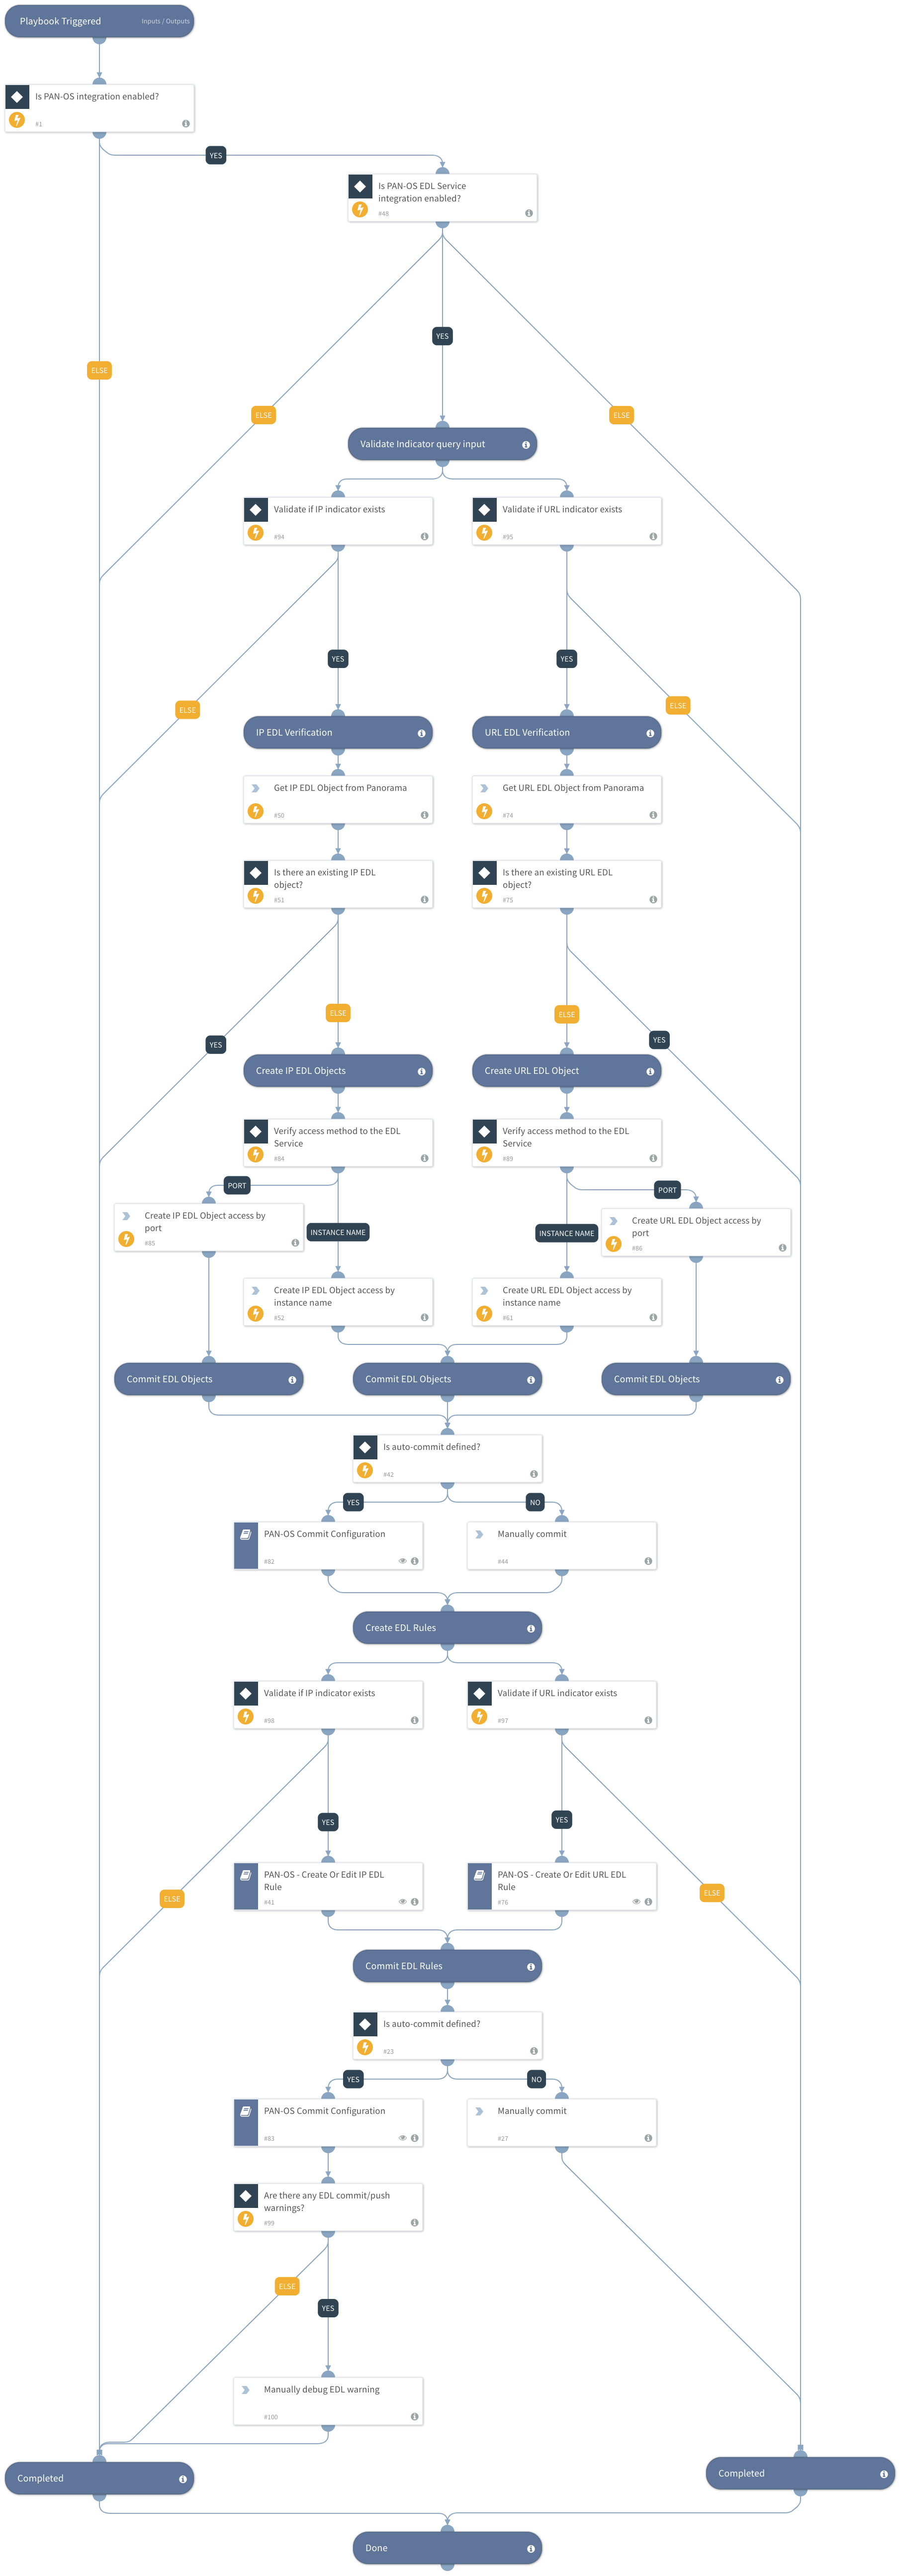 Playbook Triggered
Inputs / Outputs
Is PAN-OS integration enabled?
#1
YES
Is PAN-OS EDL Service
integration enabled?
#48
YES
ELSE
ELSE
ELSE
Validate Indicator query input
Validate if IP indicator exists
#94
Validate if URL indicator exists
#95
YES
YES
ELSE
ELSE
IP EDL Verification
URL EDL Verification
Get IP EDL Object from Panorama
#50
Get URL EDL Object from Panorama
#74
Is there an existing IP EDL
object?
#51
Is there an existing URL EDL
object?
#75
ELSE
ELSE
YES
YES
Create IP EDL Objects
Create URL EDL Object
Verify access method to the EDL
Service
#84
Verify access method to the EDL
Service
#89
PORT
PORT
Create IP EDL Object access by
port
#85
INSTANCE NAME
INSTANCE NAME
Create URL EDL Object access by
port
#86
Create IP EDL Object access by
instance name
#52
Create URL EDL Object access by
instance name
#61
Commit EDL Objects
Commit EDL Objects
Commit EDL Objects
Is auto-commit defined?
#42
YES
NO
PAN-OS Commit Configuration
#82
Manually commit
#44
Create EDL Rules
Validate if IP indicator exists
#98
Validate if URL indicator exists
#97
YES
YES
ELSE
ELSE
PAN-OS - Create Or Edit IP EDL
Rule
#41
PAN-OS - Create Or Edit URL EDL
Rule
#76
Commit EDL Rules
Is auto-commit defined?
#23
YES
NO
PAN-OS Commit Configuration
#83
Manually commit
#27
Are there any EDL commit/push
warnings?
#99
ELSE
YES
Manually debug EDL warning
#100
Completed
Completed
Done